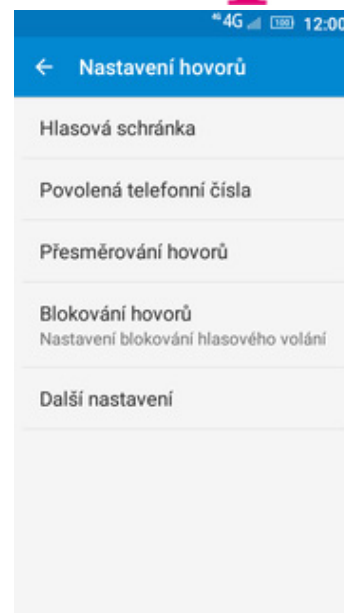 4G 100 12:00
Nastavení hovorů
Hlasová schránka
Povolená telefonní čísla
Přesměrování hovorů
Blokování hovorů
Nastavení blokování hlasového volání
Další nastavení